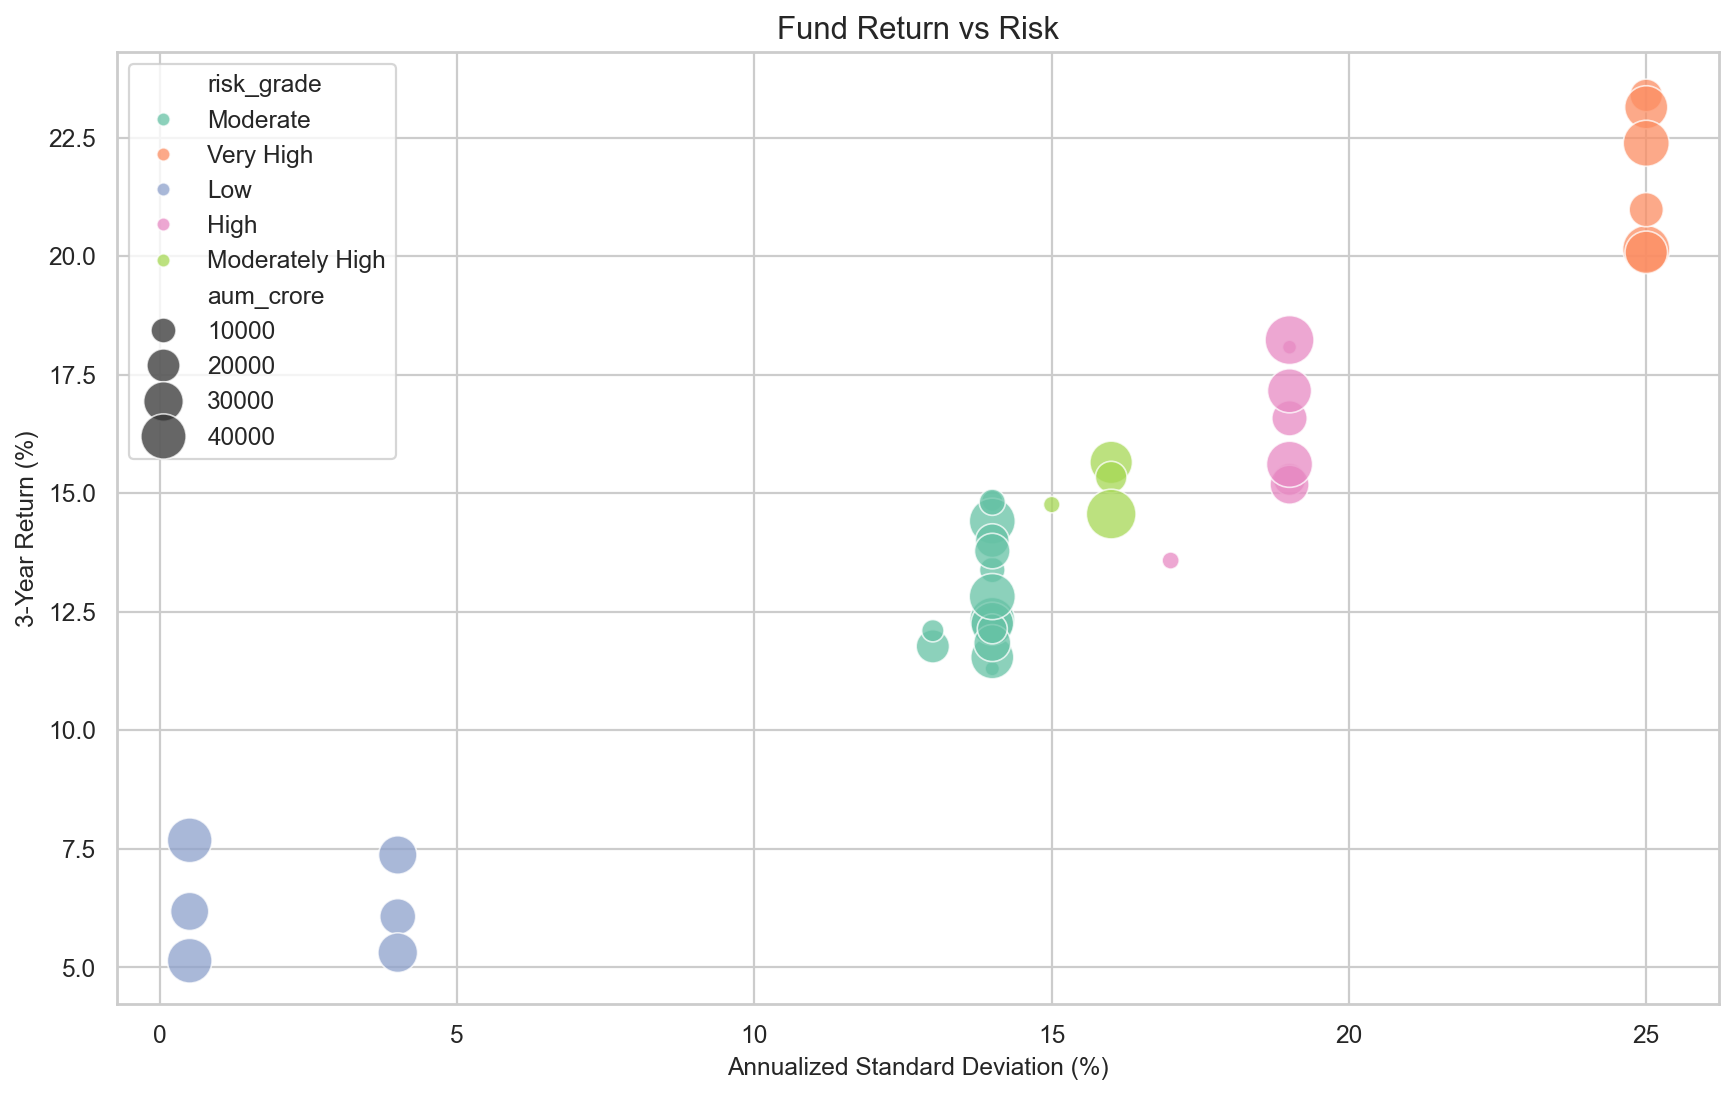 Fund Return vs Risk
risk_grade
Moderate
Very High
Low
High
Moderately High
aum_crore
10000
20000
30000
40000
3-Year Return (%)
22.5
20.0
17.5
15.0
12.5
10.0
7.5
5.0
0 5 10 15 20 25
Annualized Standard Deviation (%)